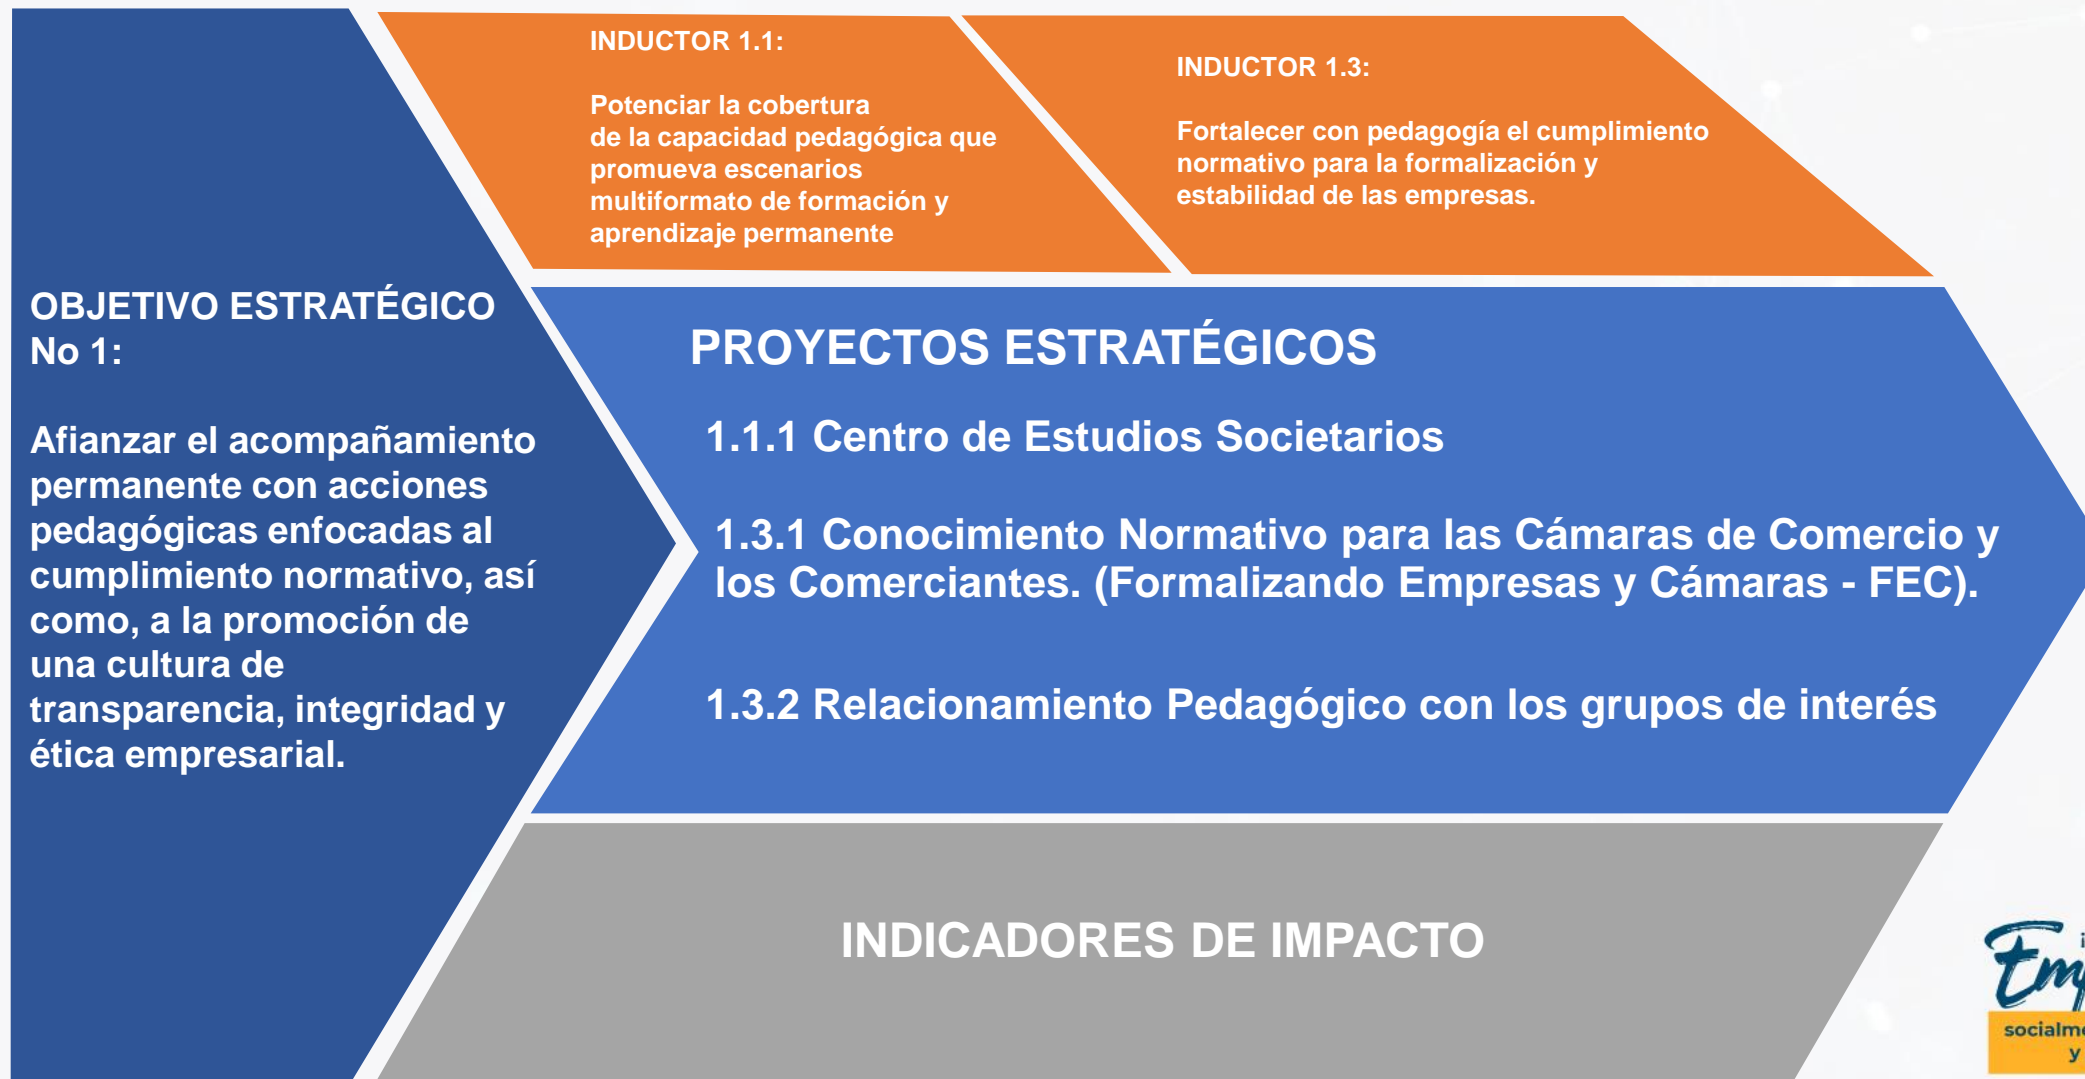 INDUCTOR 1.1:
Potenciar la cobertura
de la capacidad pedagógica que
promueva escenarios
multiformato de formación y
aprendizaje permanente
INDUCTOR 1.3:
Fortalecer con pedagogía el cumplimiento
normativo para la formalización y
estabilidad de las empresas.
OBJETIVO ESTRATÉGICO
No 1:
Afianzar el acompañamiento
permanente con acciones
pedagógicas enfocadas al
cumplimiento normativo, así
como, a la promoción de
una cultura de
transparencia, integridad y
ética empresarial.
PROYECTOS ESTRATÉGICOS
1.1.1 Centro de Estudios Societarios
1.3.1 Conocimiento Normativo para las Cámaras de Comercio y
los Comerciantes. (Formalizando Empresas y Cámaras - FEC).
1.3.2 Relacionamiento Pedagógico con los grupos de interés
INDICADORES DE IMPACTO
y